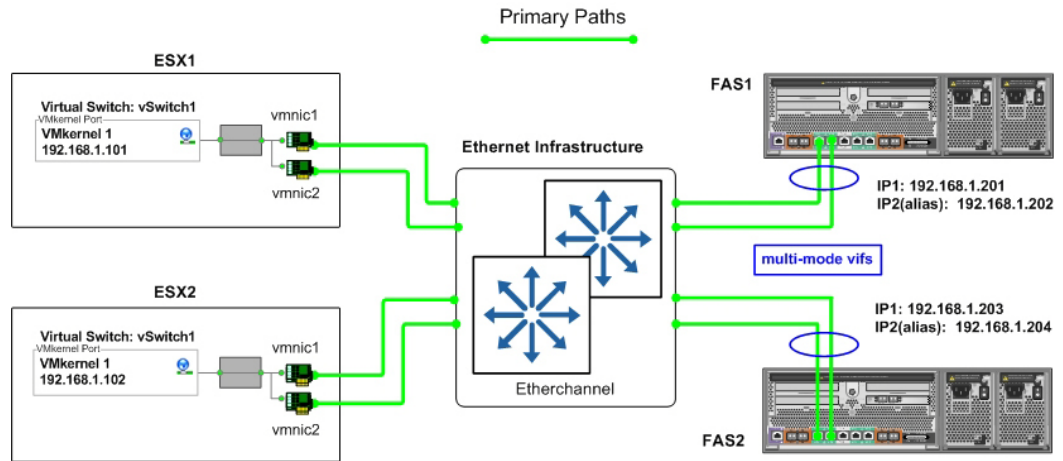 Primary Paths
ESX1
Virtual Switch: vSwitch1
VMkernel Port
VMkernel 1
192.168.1.101
vmnic1
vmnic2
Ethernet Infrastructure
Etherchannel
FAS1
IP1: 192.168.1.201
IP2(alias): 192.168.1.202
multi-mode vifs
ESX2
Virtual Switch: vSwitch1
VMkernel Port
VMkernel 1
192.168.1.102
vmnic1
vmnic2
IP1: 192.168.1.203
IP2(alias): 192.168.1.204
FAS2